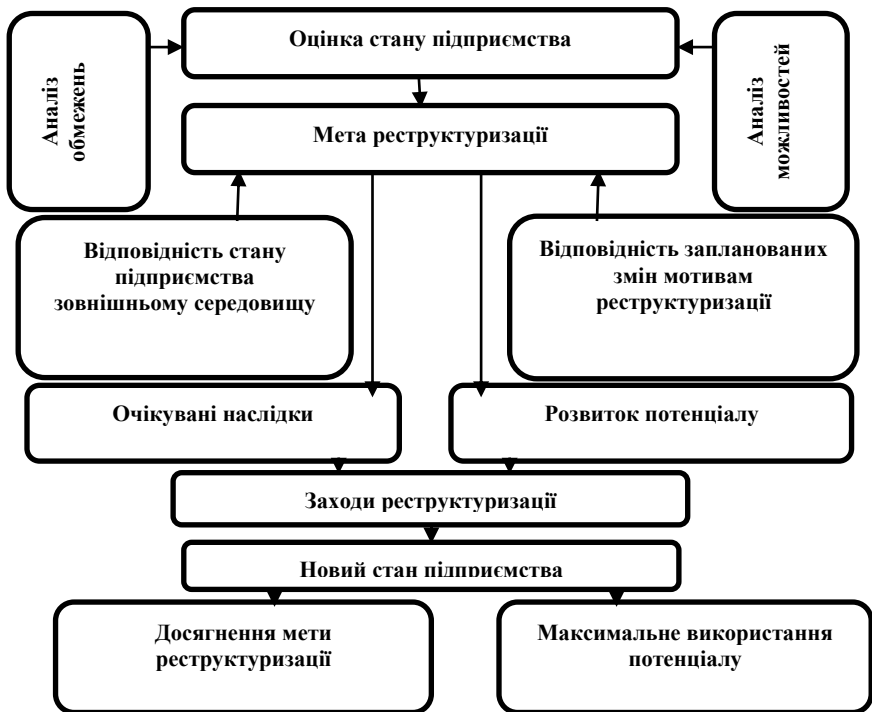 Оцінка стану підприємства
Аналіз
обмежень
Аналіз
можливостей
Мета реструктуризації
Відповідність стану
підприємства
зовнішньому середовищу
Відповідність запланованих
змін мотивам
реструктуризації
Очікувані наслідки
Розвиток потенціалу
Заходи реструктуризації
Новий стан підприємства
Досягнення мети
реструктуризації
Максимальне використання
потенціалу